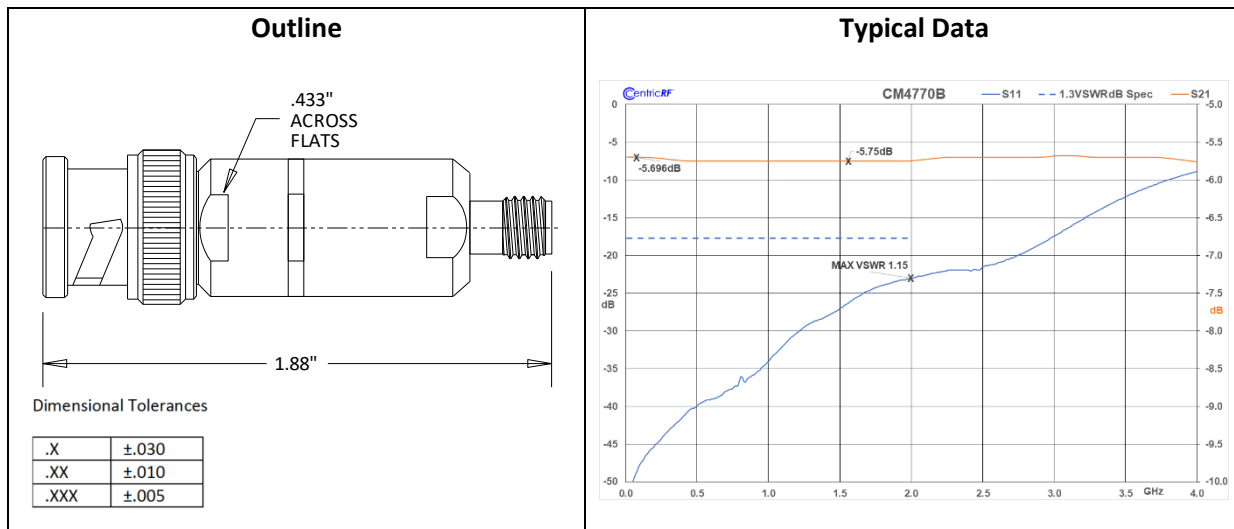 Outline
.433"
ACROSS
FLATS
1.88"
Dimensional Tolerances
.X ±.030
.XX ±.010
.XXX ±.005
Typical Data
CentricRF™ CM4770B S11 1.3VSWRdB Spec S21
0 -5.0
-5 -5.5
-5.75dB
-5.696dB
-10 -6.0
-15 -6.5
-20 -7.0
MAX VSWR 1.15
-25 -7.5
dB dB
-30 -8.0
-35 -8.5
-40 -9.0
-45 -9.5
-50 -10.0
0.0 0.5 1.0 1.5 2.0 2.5 3.0 3.5 GHz 4.0